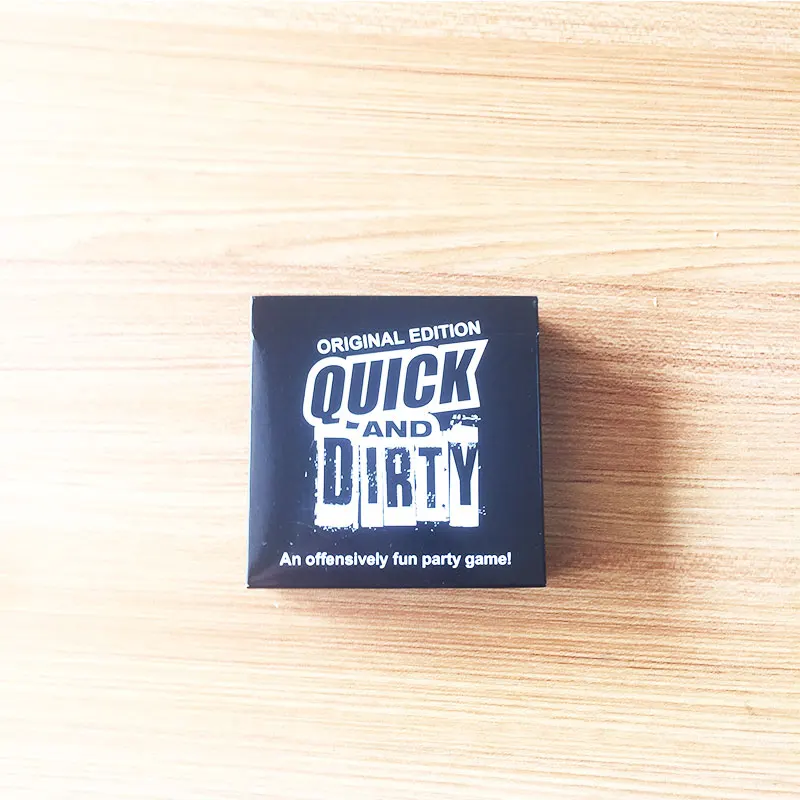 ORIGINAL EDITION
QUICK
AND
DIRTY
An offensively fun party game!